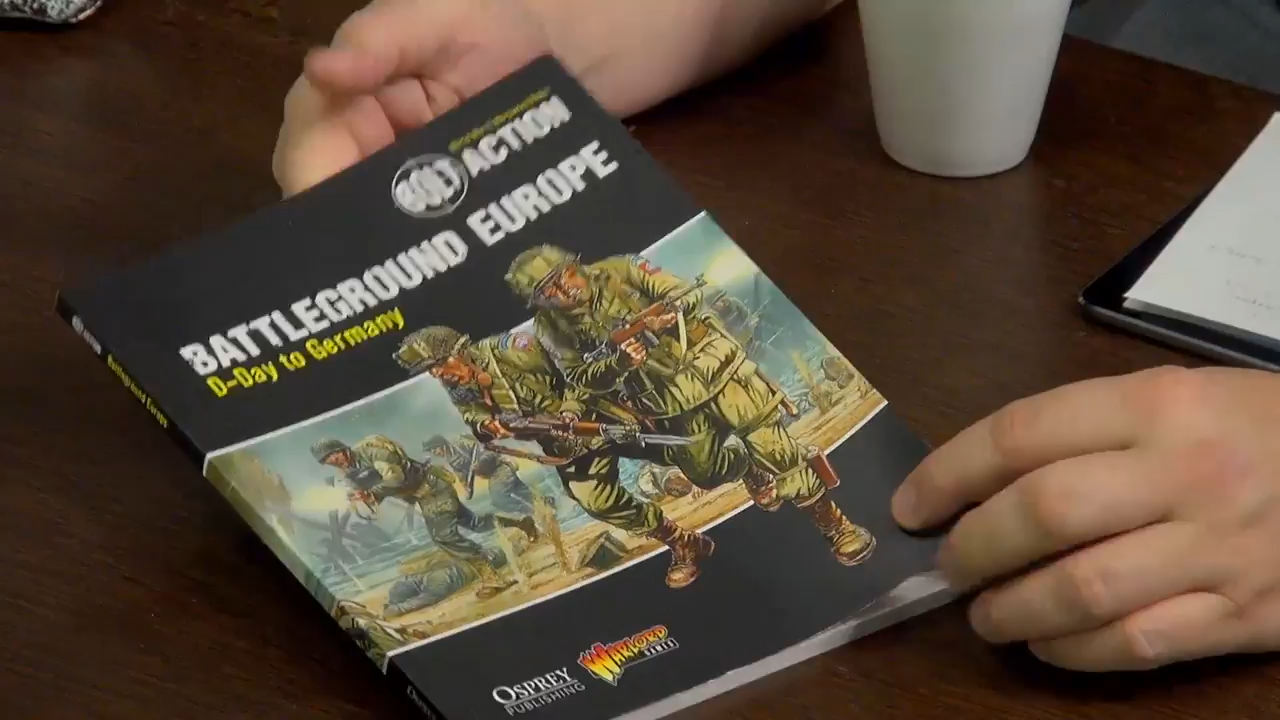 BOLT ACTION
BATTLEGROUND EUROPE
D-Day to Germany
OSPREY
PUBLISHING
WARLORD
GAMES
Battleground Europe